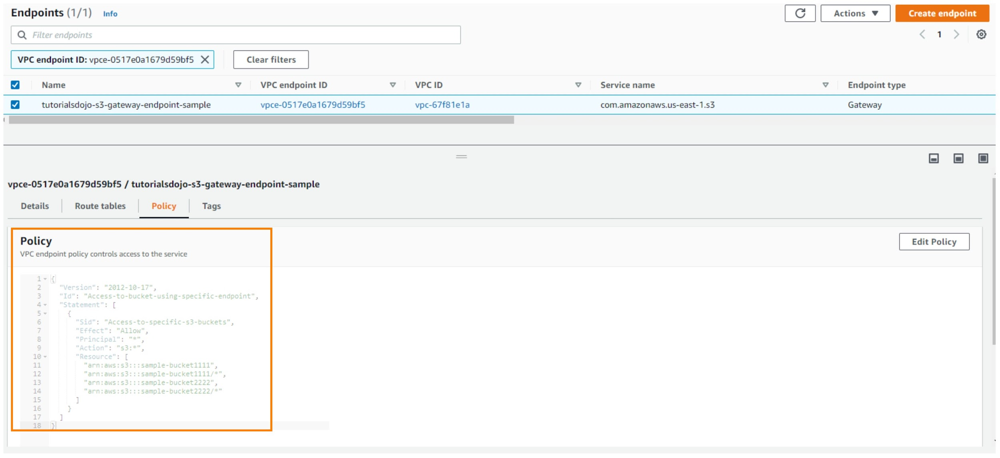 Endpoints (1/1) Info
Actions ▼
Create endpoint
Filter endpoints
1
VPC endpoint ID: vpce-0517e0a1679d59bf5
Clear filters
Name VPC endpoint ID VPC ID Service name Endpoint type
tutorialsdojo-s3-gateway-endpoint-sample vpce-0517e0a1679d59bf5 vpc-67f81e1a com.amazonaws.us-east-1.s3 Gateway
vpce-0517e0a1679d59bf5 / tutorialsdojo-s3-gateway-endpoint-sample
Details Route tables Policy Tags
Policy
Edit Policy
VPC endpoint policy controls access to the service
1 {
2 "Version": "2012-10-17",
3 "Id": "Access-to-bucket-using-specific-endpoint",
4 "Statement": [
5 {
6 "Sid": "Access-to-specific-s3-buckets",
7 "Effect": "Allow",
8 "Principal": "*",
9 "Action": "s3:*",
10 "Resource": [
11 "arn:aws:s3:::sample-bucket1111",
12 "arn:aws:s3:::sample-bucket1111/*",
13 "arn:aws:s3:::sample-bucket2222",
14 "arn:aws:s3:::sample-bucket2222/*"
15 ]
16 }
17 ]
18 }